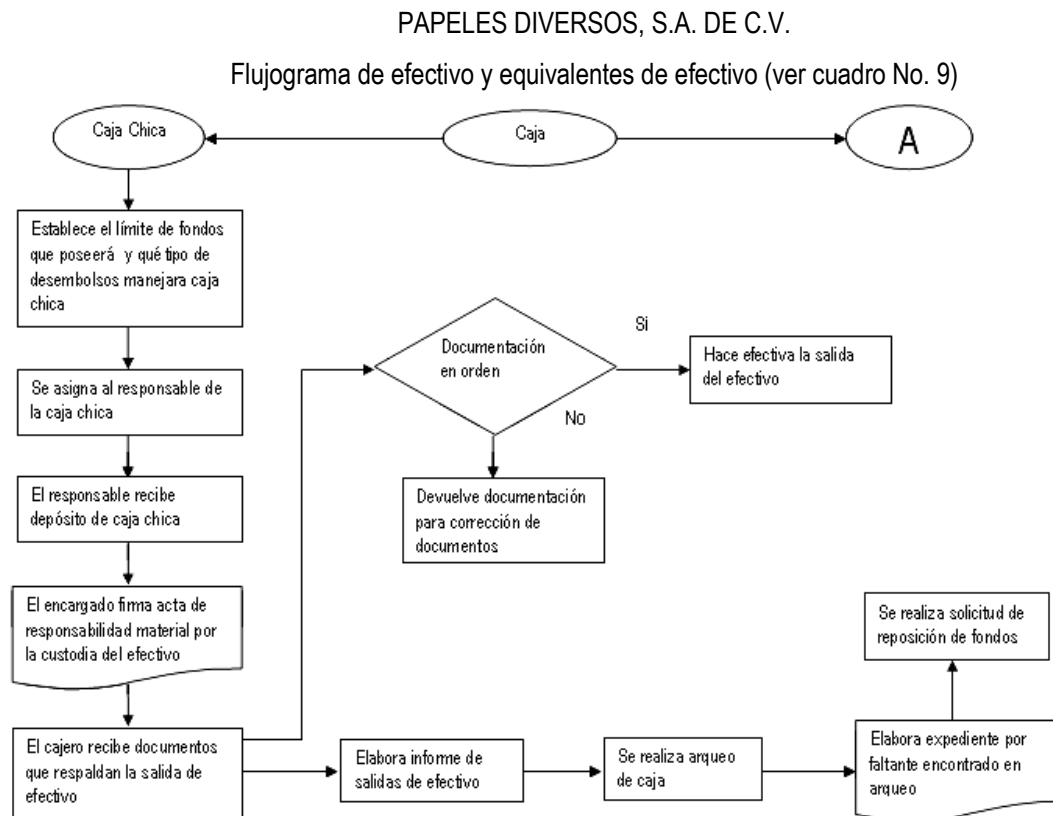 PAPELES DIVERSOS, S.A. DE C.V.
Flujograma de efectivo y equivalentes de efectivo (ver cuadro No. 9)
Caja Chica
Caja
A
Establece el límite de fondos
que poseerá y qué tipo de
desembolsos manejara caja
chica
Se asigna al responsable de
la caja chica
El responsable recibe
depósito de caja chica
El encargado firma acta de
responsabilidad material por
la custodia del efectivo
El cajero recibe documentos
que respaldan la salida de
efectivo
Documentación
en orden
Si
Hace efectiva la salida
del efectivo
No
Devuelve documentación
para corrección de
documentos
Elabora informe de
salidas de efectivo
Se realiza arqueo
de caja
Elabora expediente por
faltante encontrado en
arqueo
Se realiza solicitud de
reposición de fondos